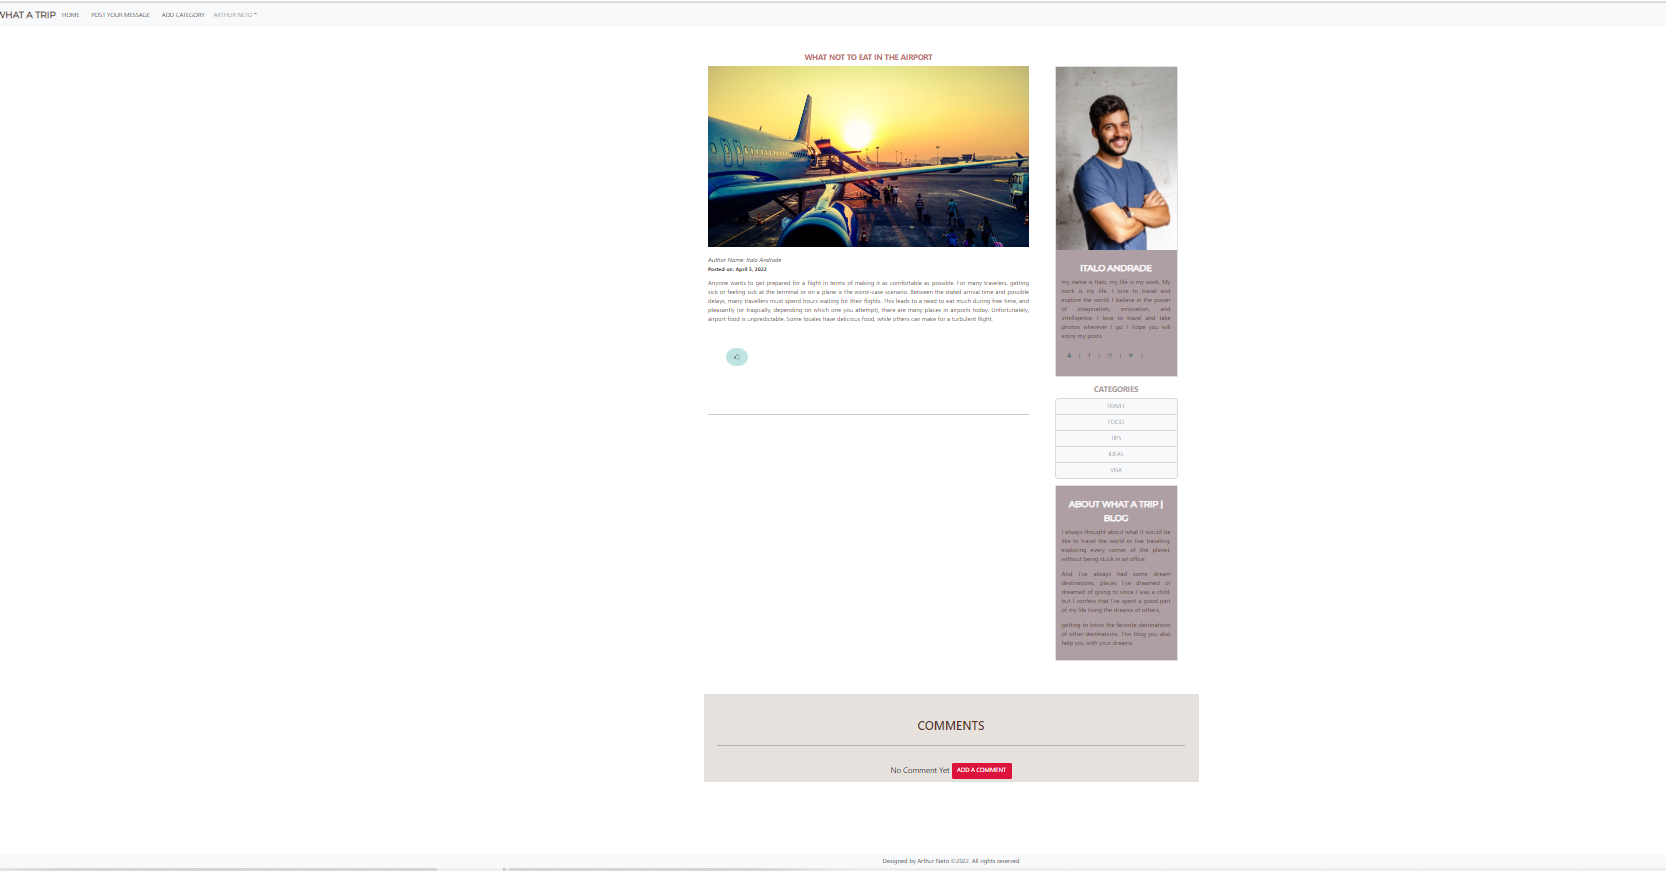 WHAT A TRIP HOME POST YOUR MESSAGE ADD CATEGORY ARTHUR NETO
WHAT NOT TO EAT IN THE AIRPORT
Author Name: Italo Andrade
Posted on: April 5, 2022
Anyone wants to get prepared for a flight in terms of making it as comfortable as possible. For many travelers, getting
sick or feeling sick at the terminal or on a plane is the worst-case scenario. Between the stated arrival time and possible
delays, many travellers must spend hours waiting for their flights. This leads to a need to eat much during free time, and
pleasantly (or tragically, depending on which one you attempt), there are many places in airports today. Unfortunately,
airport food is unpredictable. Some locales have delicious food, while others can make for a turbulent flight.
ITALO ANDRADE
my name is Italo, my life is my work. My
work is my life. I love to travel and
explore the world. I believe in the power
of imagination, innovation, and
intelligence. I love to travel and take
photos wherever I go. I hope you will
enjoy my posts.
| | | |
CATEGORIES
TRAVEL
FOOD
TIPS
IDEAS
VISA
ABOUT WHAT A TRIP |
BLOG
I always thought about what it would be
like to travel the world or live traveling,
exploring every corner of the planet,
without being stuck in an office.
And I've always had some dream
destinations, places I've dreamed or
dreamed of going to since I was a child,
but I confess that I've spent a good part
of my life living the dreams of others,
getting to know the favorite destinations
of other destinations. This blog you also
help you with your dreams.
COMMENTS
No Comment Yet ADD A COMMENT
Designed by Arthur Neto ©2022. All rights reserved